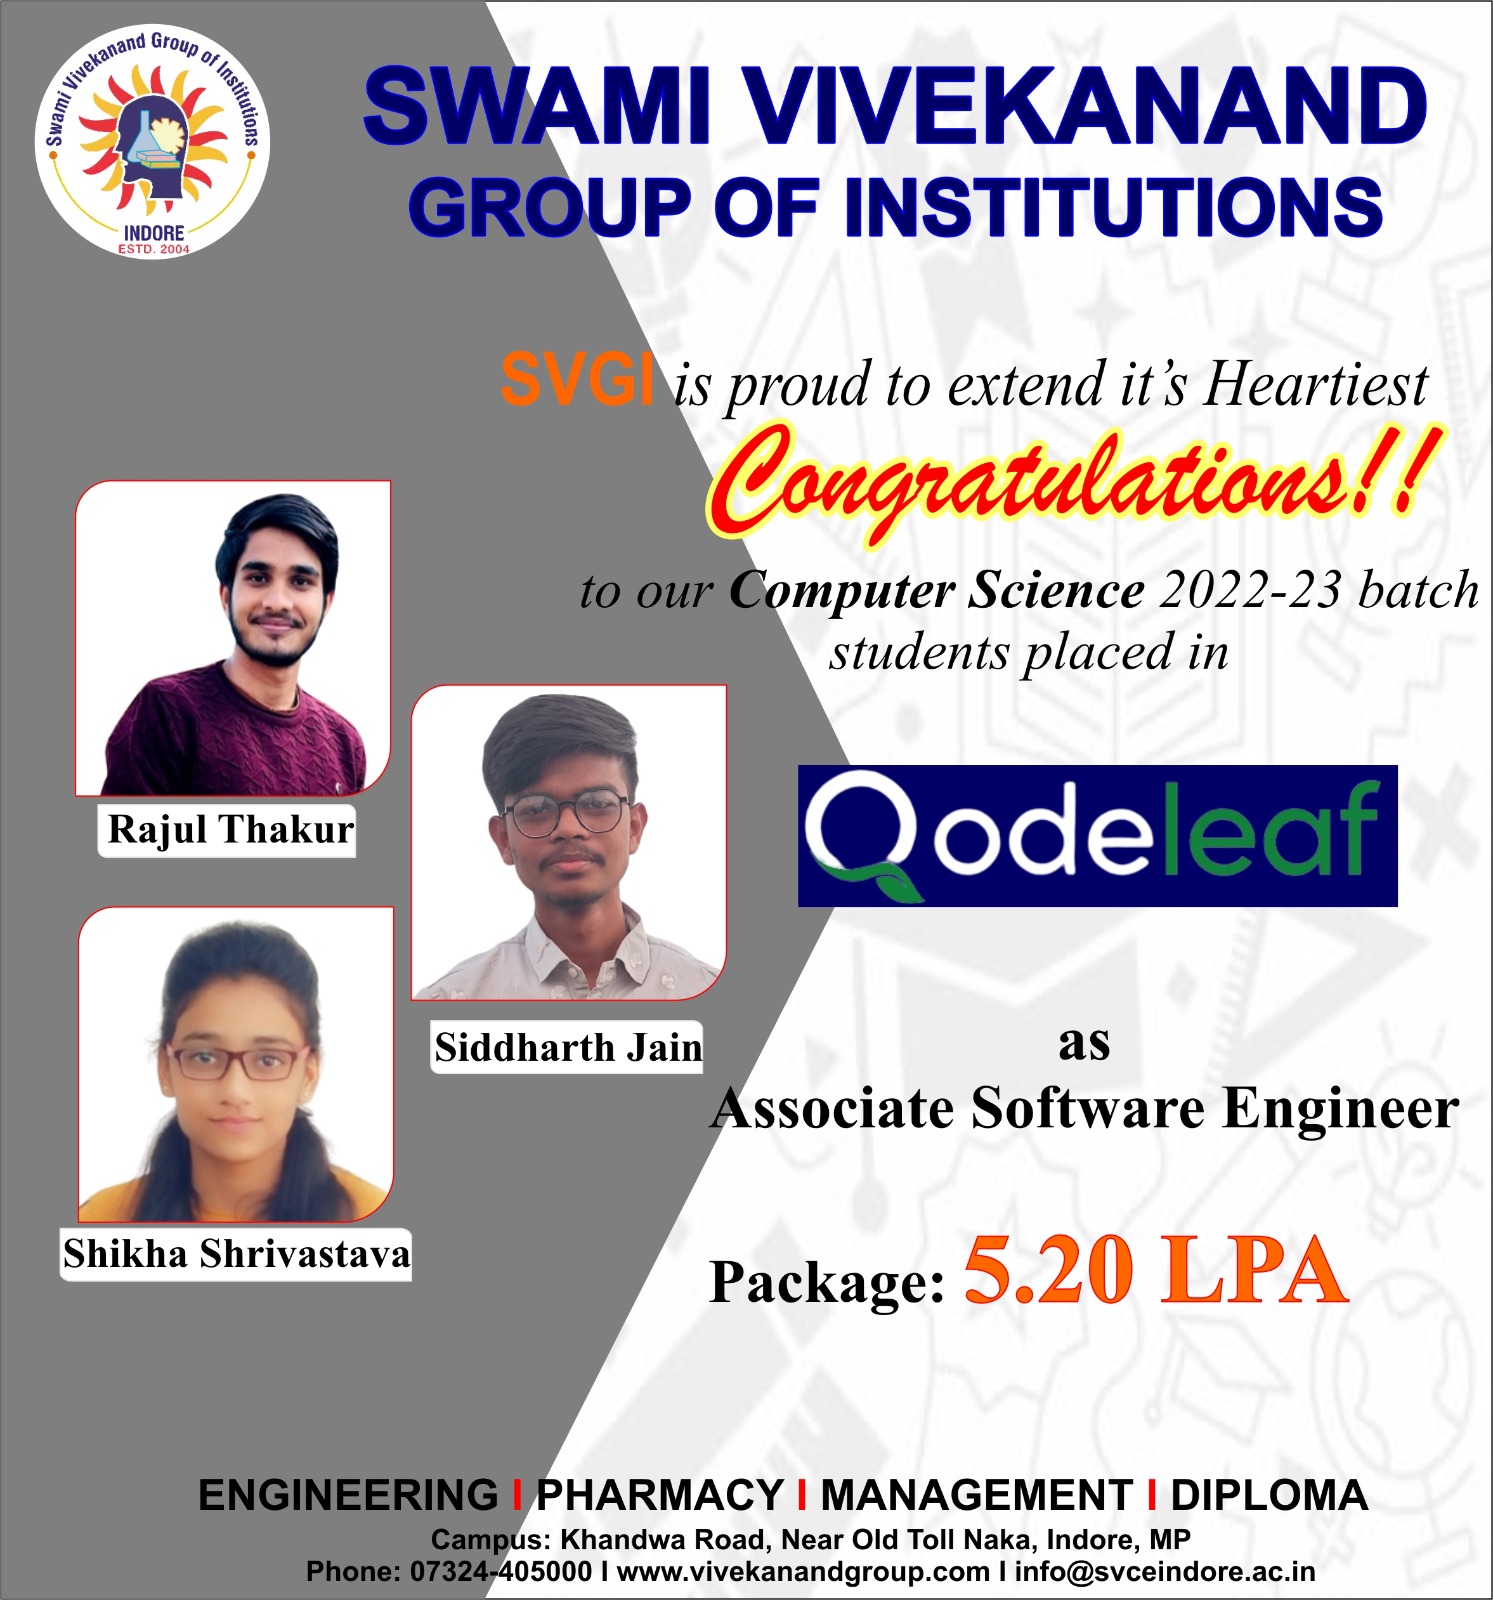 Swami Vivekanand Group of Institutions
INDORE
ESTD. 2004
SWAMI VIVEKANAND
GROUP OF INSTITUTIONS
SVGI is proud to extend it’s Heartiest
Congratulations!!
to our Computer Science 2022-23 batch
students placed in
Rajul Thakur
Qodeleaf
Siddharth Jain
as
Associate Software Engineer
Shikha Shrivastava
Package: 5.20 LPA
ENGINEERING I PHARMACY I MANAGEMENT I DIPLOMA
Campus: Khandwa Road, Near Old Toll Naka, Indore, MP
Phone: 07324-405000 I www.vivekanandgroup.com I info@svceindore.ac.in